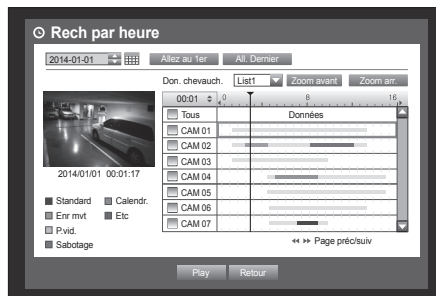 Rech par heure
2014-01-01 Allez au 1er All. Dernier
Don. chevauch. List1 Zoom avant Zoom arr.
00:01 0 8 16
Tous Données
CAM 01
CAM 02
CAM 03
CAM 04
CAM 05
CAM 06
CAM 07
2014/01/01 00:01:17
Standard Calendr.
Enr mvt Etc
P.vid.
Sabotage
Page préc/suiv
Play Retour